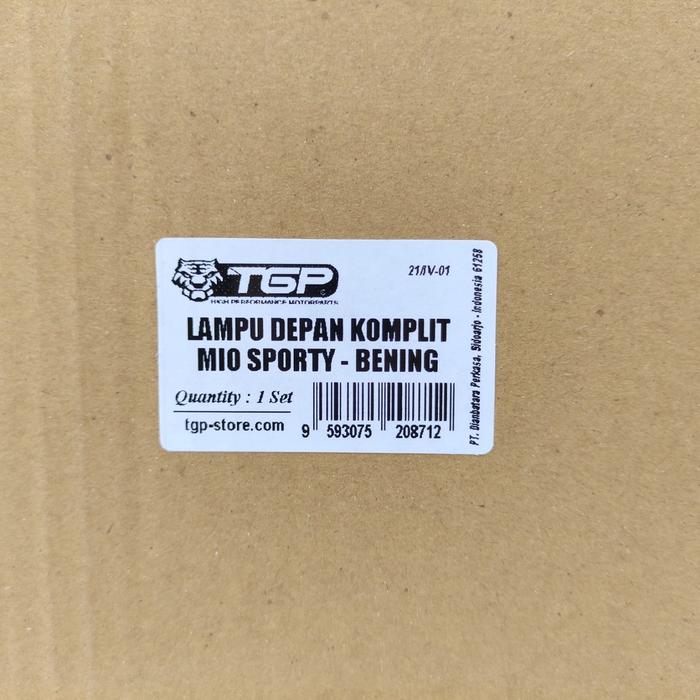 TGP
HIGH PERFORMANCE MOTORPARTS
21/IV-01
LAMPU DEPAN KOMPLIT
MIO SPORTY - BENING
Quantity : 1 Set
tgp-store.com
9 593075 208712
PT. Dianbatara Perkasa, Sidoarjo - Indonesia 61258